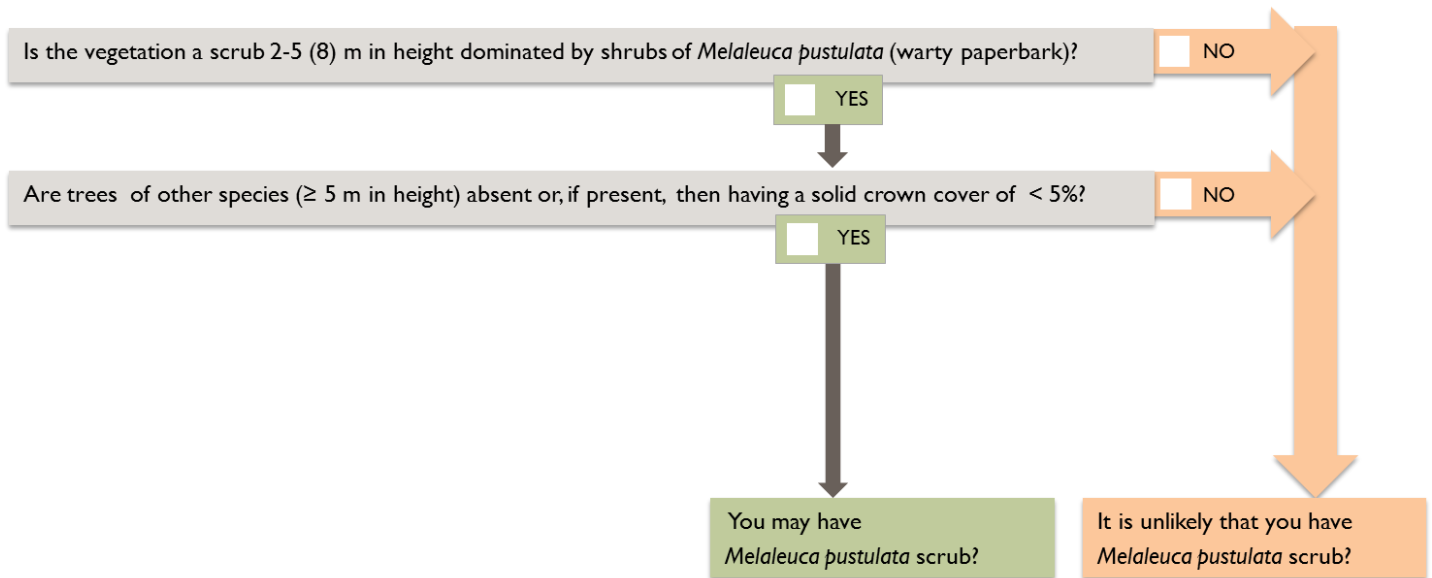 Is the vegetation a scrub 2-5 (8) m in height dominated by shrubs of Melaleuca pustulata (warty paperbark)?
NO
YES
Are trees of other species (≥ 5 m in height) absent or, if present, then having a solid crown cover of < 5%?
NO
YES
You may have
Melaleuca pustulata scrub?
It is unlikely that you have
Melaleuca pustulata scrub?